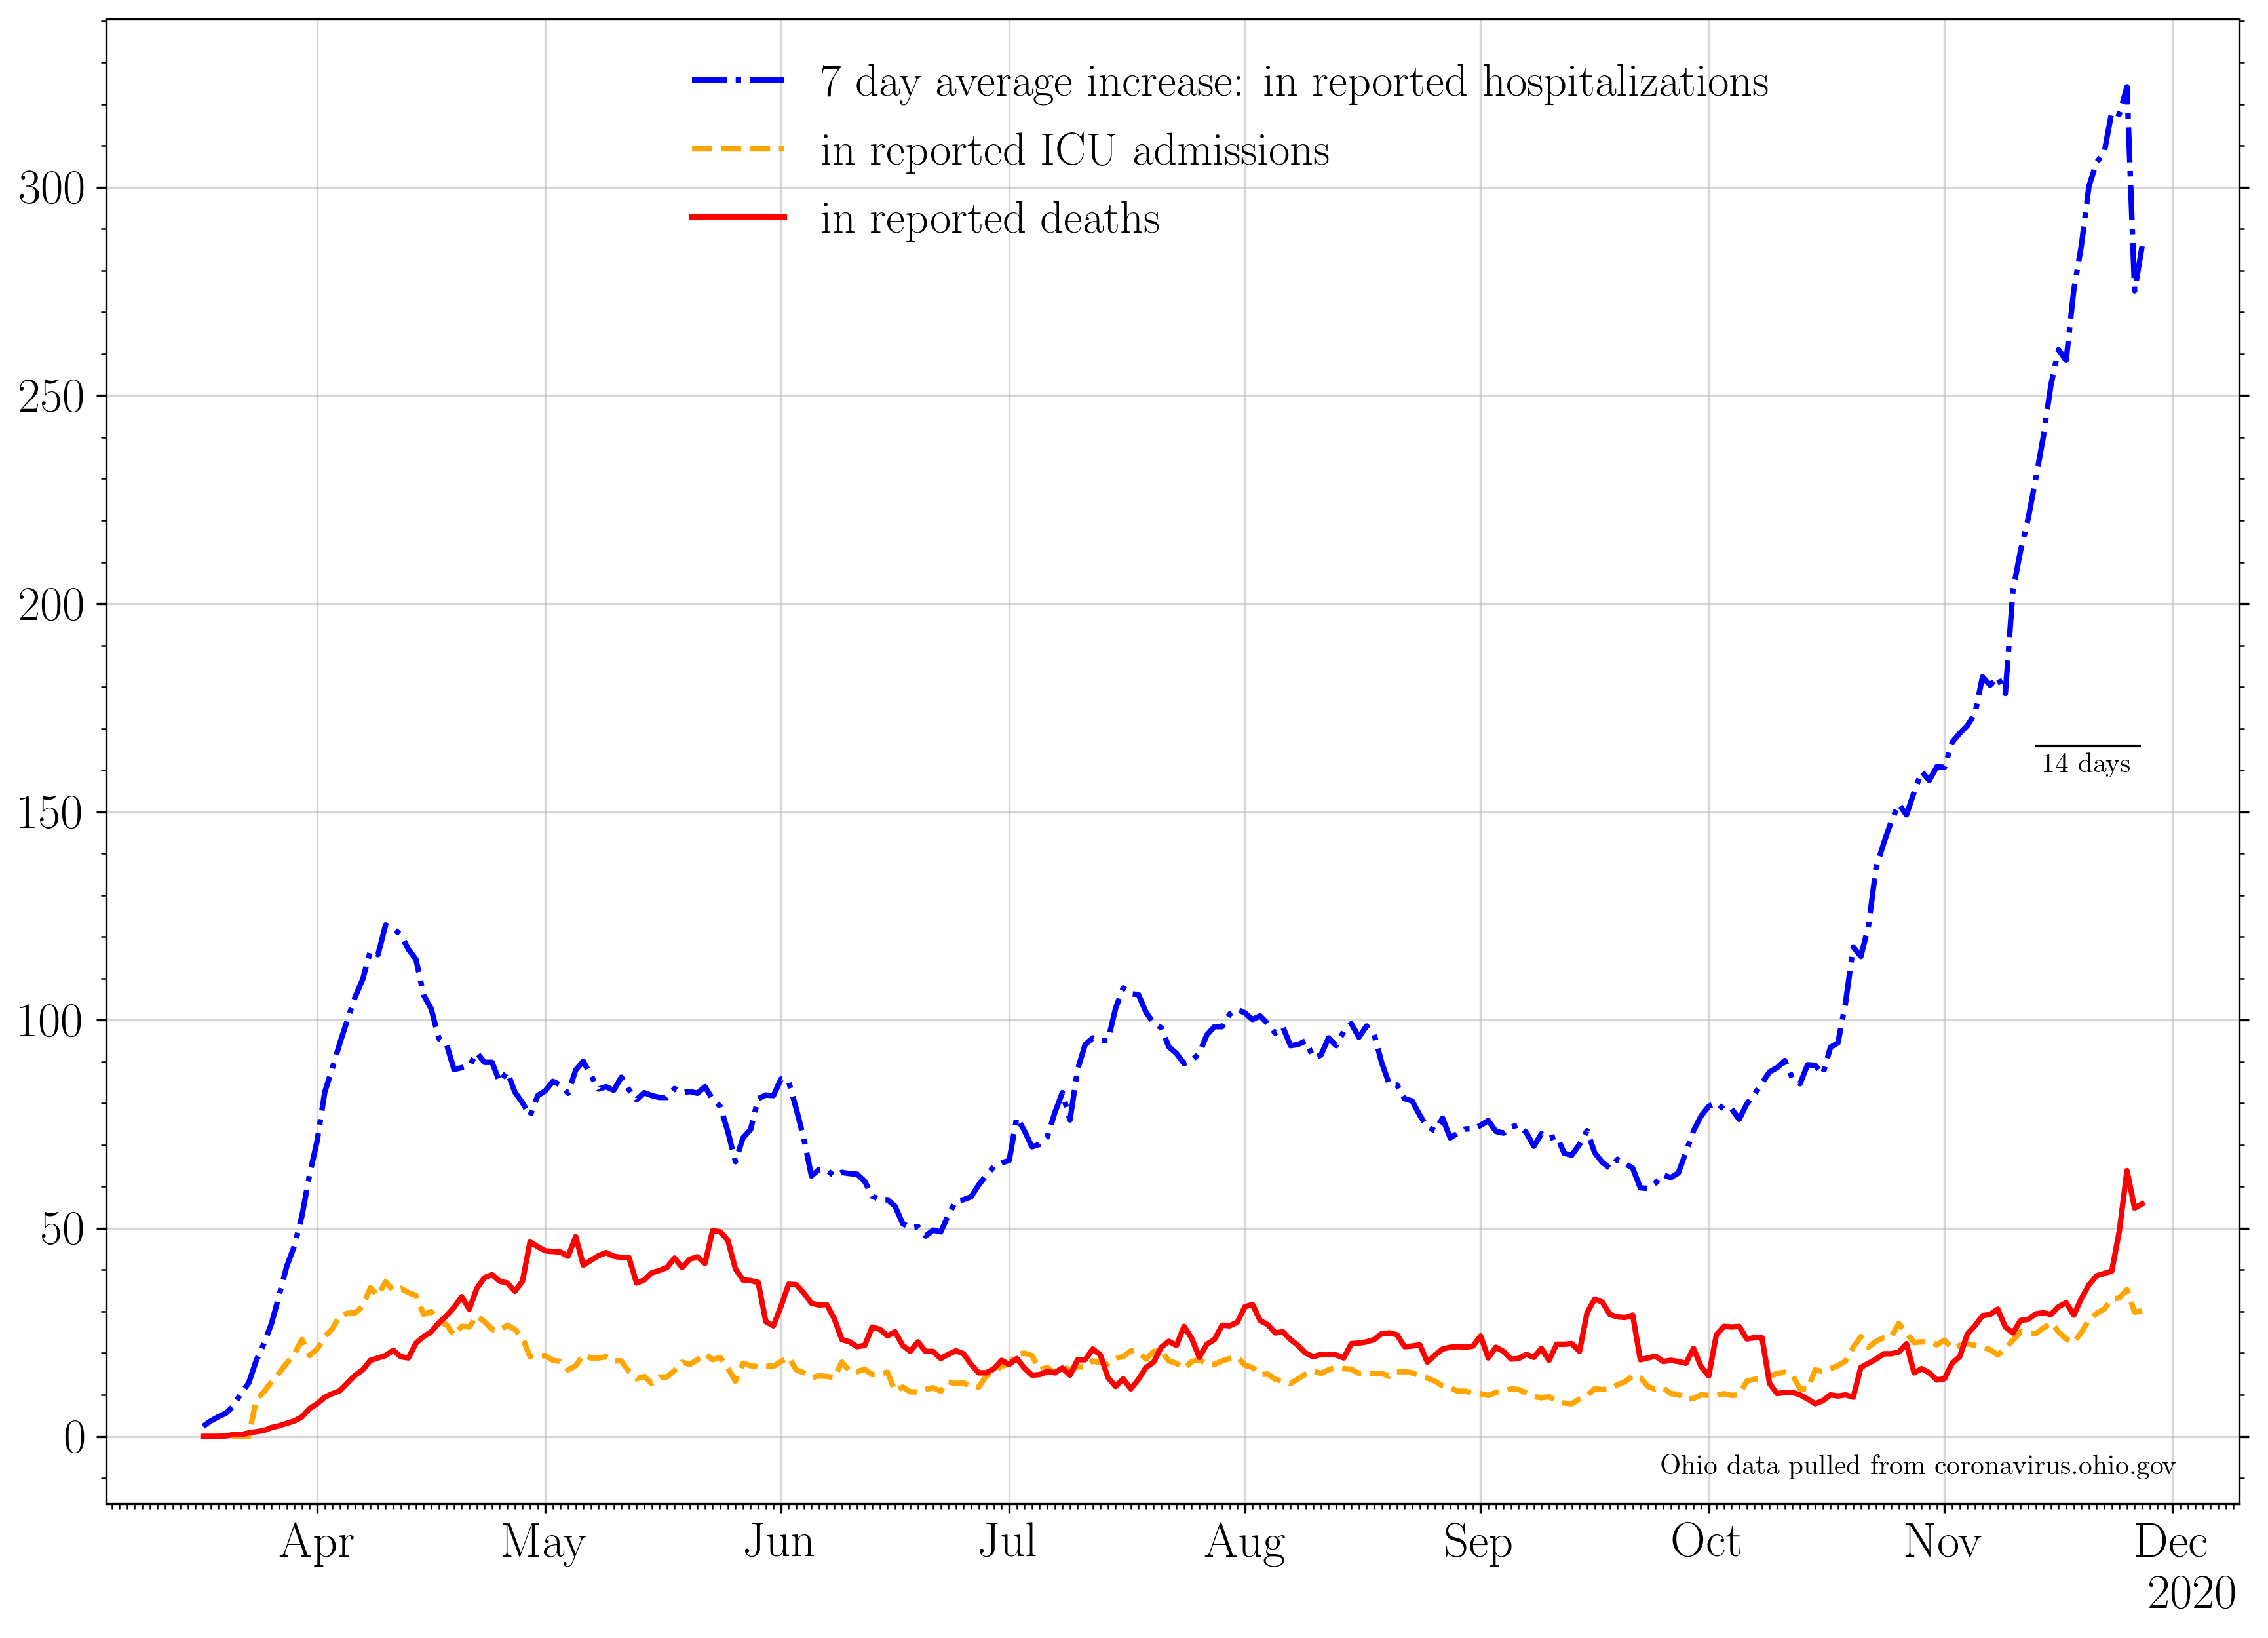 7 day average increase: in reported hospitalizations
in reported ICU admissions
in reported deaths
300
250
200
150
100
50
0
14 days
Ohio data pulled from coronavirus.ohio.gov
Apr May Jun Jul Aug Sep Oct Nov Dec
2020